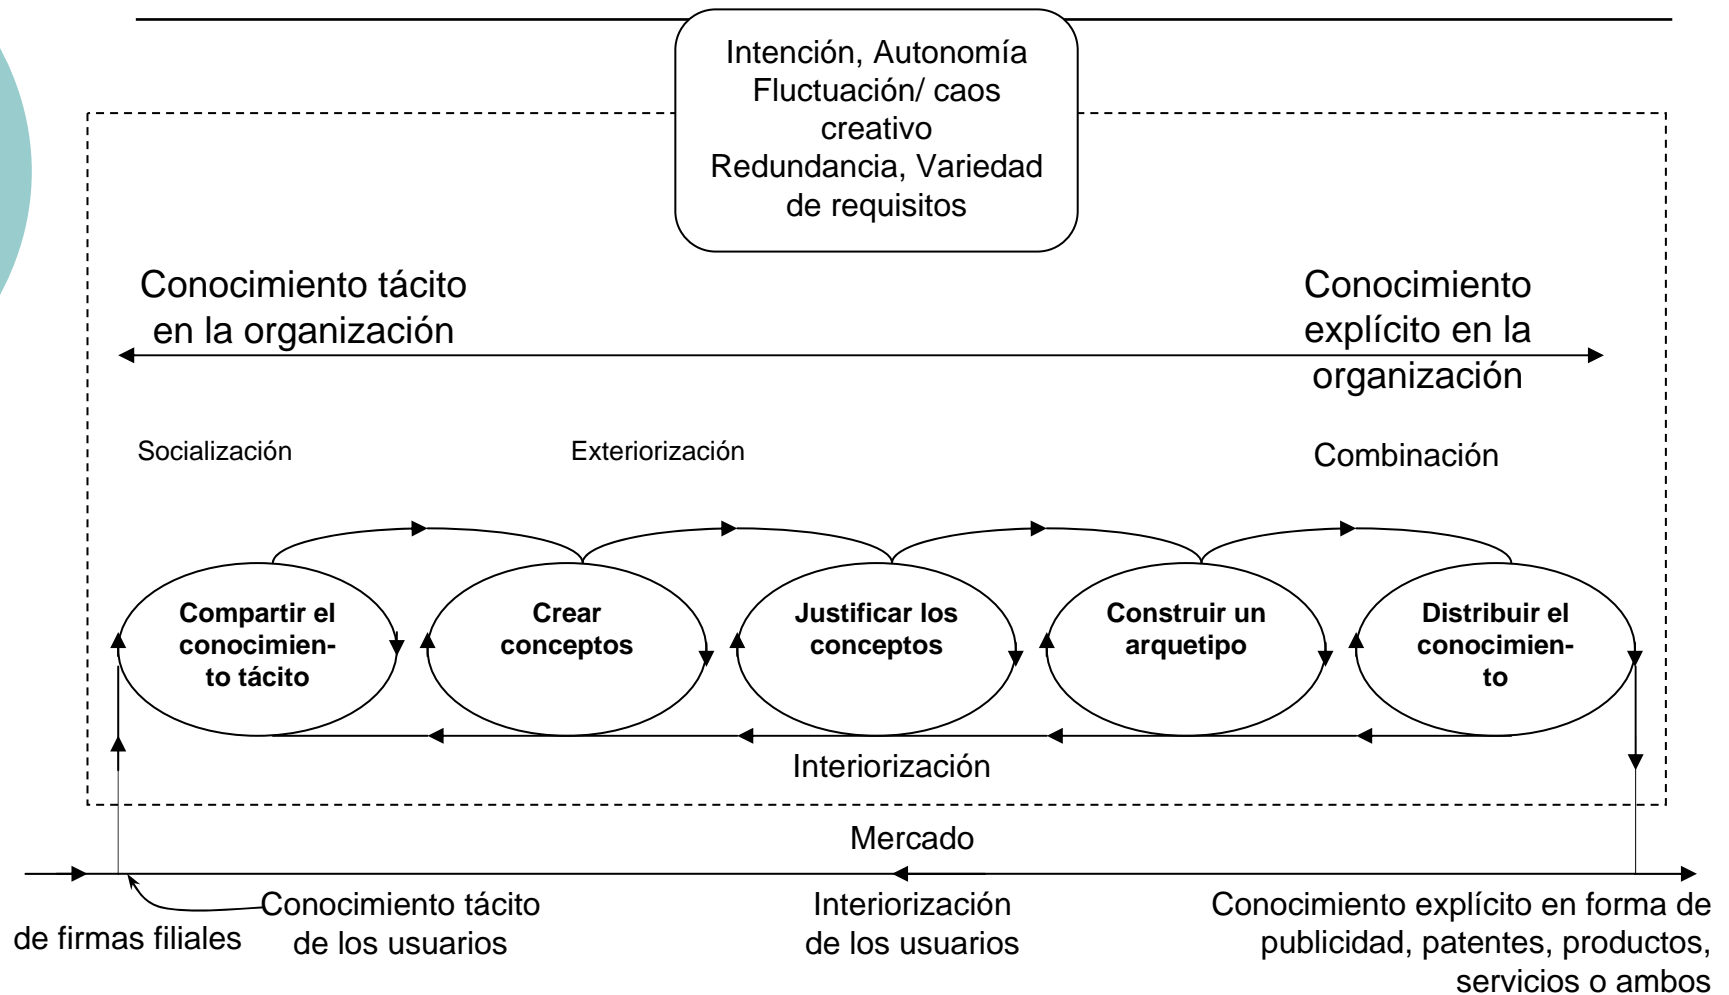 Intención, Autonomía
Fluctuación/ caos
creativo
Redundancia, Variedad
de requisitos
Conocimiento tácito
en la organización
Conocimiento
explícito en la
organización
Socialización
Exteriorización
Combinación
Compartir el
conocimien-
to tácito
Crear
conceptos
Justificar los
conceptos
Construir un
arquetipo
Distribuir el
conocimien-
to
Interiorización
Mercado
de firmas filiales
Conocimiento tácito
de los usuarios
Interiorización
de los usuarios
Conocimiento explícito en forma de
publicidad, patentes, productos,
servicios o ambos